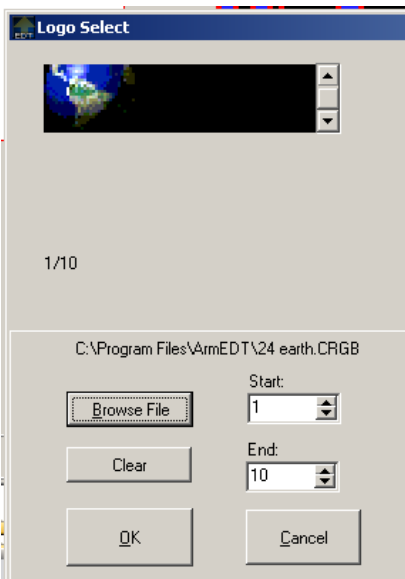 EDT Logo Select
1/10
C:\Program Files\ArmEDT\24 earth.CRGB
Start:
Browse File 1
End:
Clear 10
OK Cancel